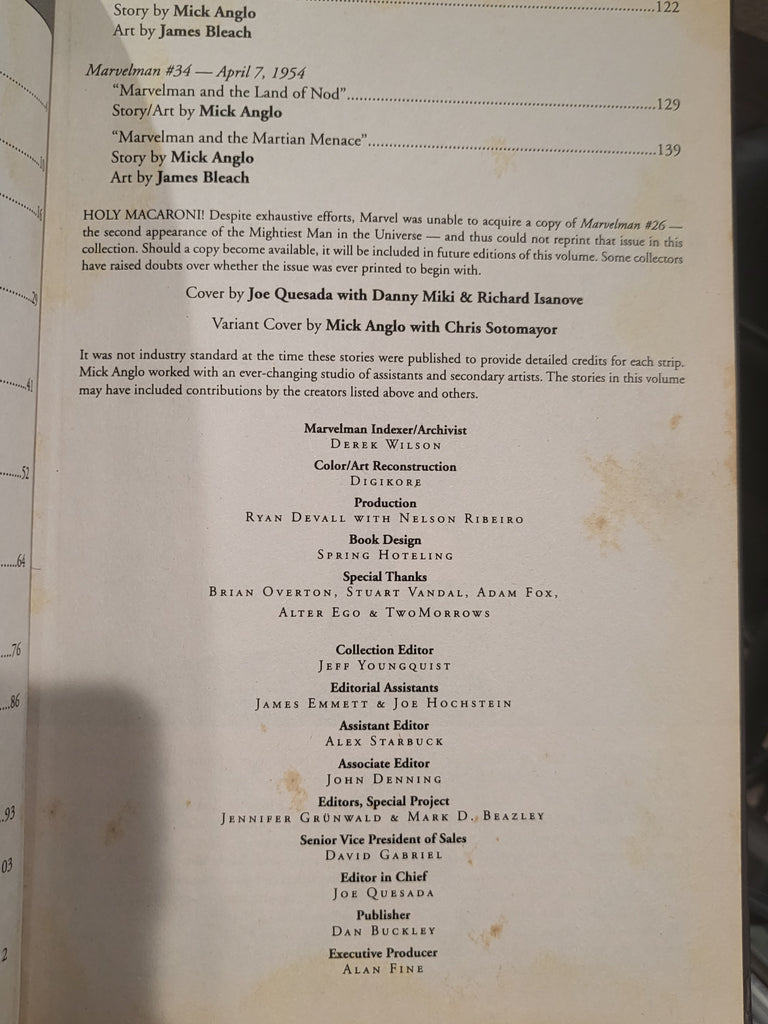 Story by Mick Anglo
Art by James Bleach
..........122
Marvelman #34 — April 7, 1954
“Marvelman and the Land of Nod”..........129
Story/Art by Mick Anglo
“Marvelman and the Martian Menace”..........139
Story by Mick Anglo
Art by James Bleach
HOLY MACARONI! Despite exhaustive efforts, Marvel was unable to acquire a copy of Marvelman #26 —
the second appearance of the Mightiest Man in the Universe — and thus could not reprint that issue in this
collection. Should a copy become available, it will be included in future editions of this volume. Some collectors
have raised doubts over whether the issue was ever printed to begin with.
Cover by Joe Quesada with Danny Miki & Richard Isanove
Variant Cover by Mick Anglo with Chris Sotomayor
It was not industry standard at the time these stories were published to provide detailed credits for each strip.
Mick Anglo worked with an ever-changing studio of assistants and secondary artists. The stories in this volume
may have included contributions by the creators listed above and others.
Marvelman Indexer/Archivist
DEREK WILSON
Color/Art Reconstruction
DIGIKORE
Production
RYAN DEVALL WITH NELSON RIBEIRO
Book Design
SPRING HOTELING
Special Thanks
BRIAN OVERTON, STUART VANDAL, ADAM FOX,
ALTER EGO & TWOMORROWS
Collection Editor
JEFF YOUNGQUIST
Editorial Assistants
JAMES EMMETT & JOE HOCHSTEIN
Assistant Editor
ALEX STARBUCK
Associate Editor
JOHN DENNING
Editors, Special Project
JENNIFER GRÜNWALD & MARK D. BEAZLEY
Senior Vice President of Sales
DAVID GABRIEL
Editor in Chief
JOE QUESADA
Publisher
DAN BUCKLEY
Executive Producer
ALAN FINE
29
41
52
64
76
86
93
03
2